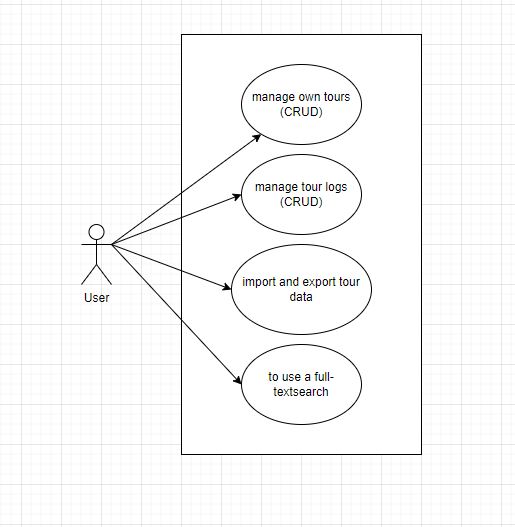 manage own tours
(CRUD)
manage tour logs
(CRUD)
import and export tour
data
to use a full-
textsearch
User